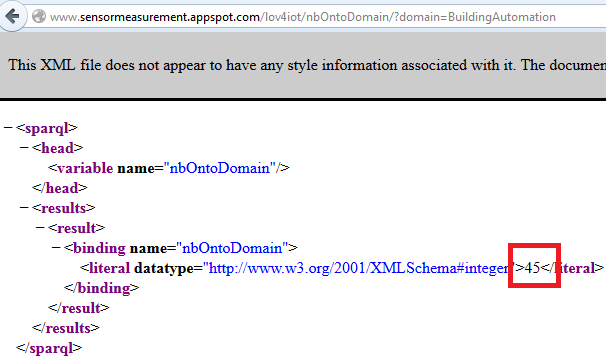 www.sensormeasurement.appspot.com/lov4iot/nbOntoDomain/?domain=BuildingAutomation
This XML file does not appear to have any style information associated with it. The documen
−<sparql>
−<head>
<variable name="nbOntoDomain"/>
</head>
−<results>
−<result>
−<binding name="nbOntoDomain">
<literal datatype="http://www.w3.org/2001/XMLSchema#integer">45</literal>
</binding>
</result>
</results>
</sparql>